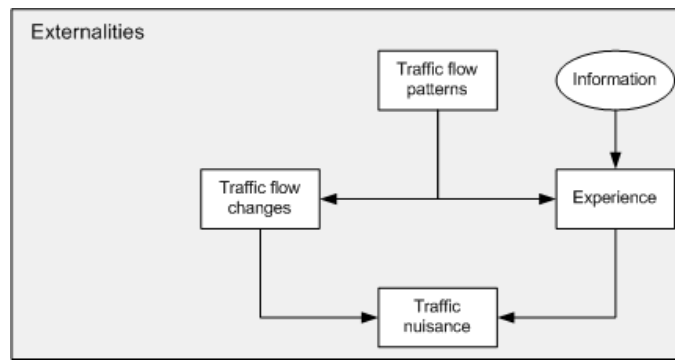 Externalities
Traffic flow
patterns
Information
Traffic flow
changes
Experience
Traffic
nuisance